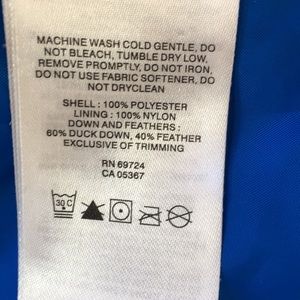 MACHINE WASH COLD GENTLE, DO
NOT BLEACH, TUMBLE DRY LOW,
REMOVE PROMPTLY, DO NOT IRON,
DO NOT USE FABRIC SOFTENER, DO
NOT DRYCLEAN
SHELL : 100% POLYESTER
LINING : 100% NYLON
DOWN AND FEATHERS :
60% DUCK DOWN, 40% FEATHER
EXCLUSIVE OF TRIMMING
RN 69724
CA 05367
30 C